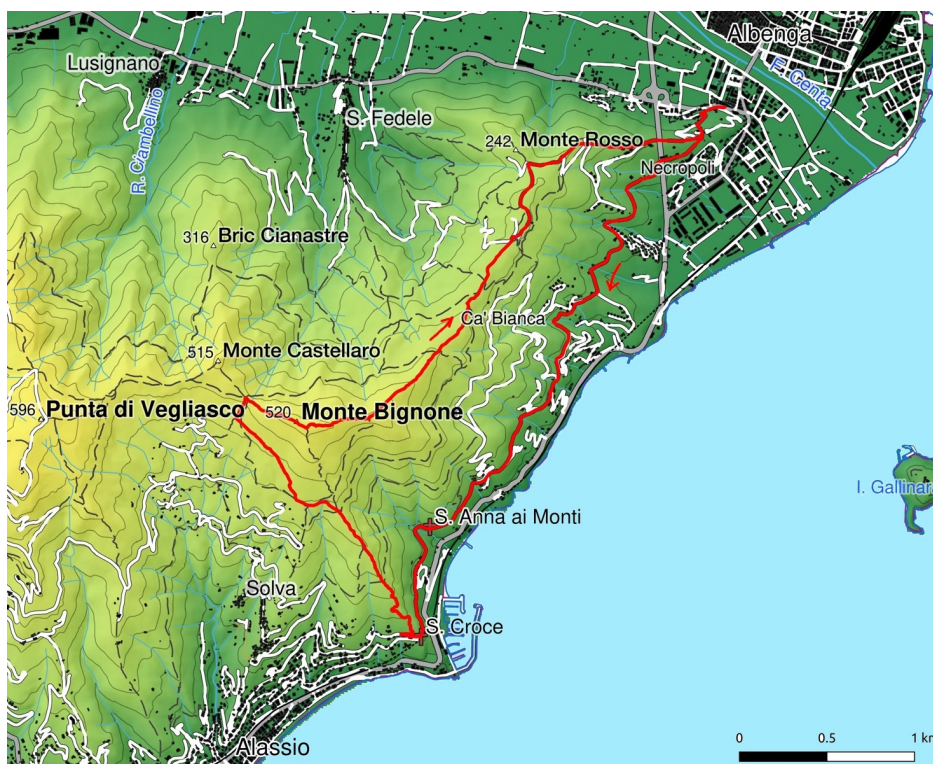 Albenga
Lusignano
F. Centa
S. Fedele
R. Ciambellino
242 Monte Rosso
Necropoli
316 Bric Cianastre
Ca' Bianca
515 Monte Castellaro
596 Punta di Vegliasco
520 Monte Bignone
I. Gallinara
S. Anna ai Monti
Solva
S. Croce
Alassio
0 0.5 1 km